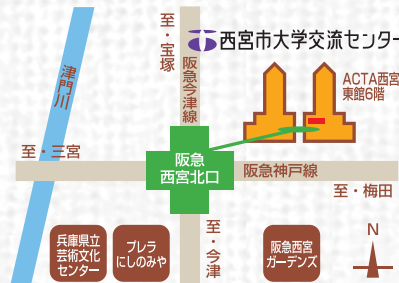 至・宝塚
西宮市大学交流センター
津門川
阪急今津線
ACTA西宮
東館6階
至・三宮
阪急
西宮北口
阪急神戸線
至・梅田
兵庫県立
芸術文化
センター
プレラ
にしのみや
至・今津
阪急西宮
ガーデンズ
N